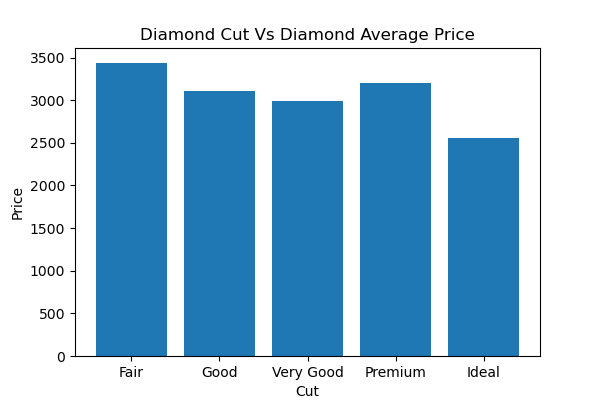 Diamond Cut Vs Diamond Average Price
3500
3000
2500
2000
1500
1000
500
0
Price
Fair Good Very Good Premium Ideal
Cut